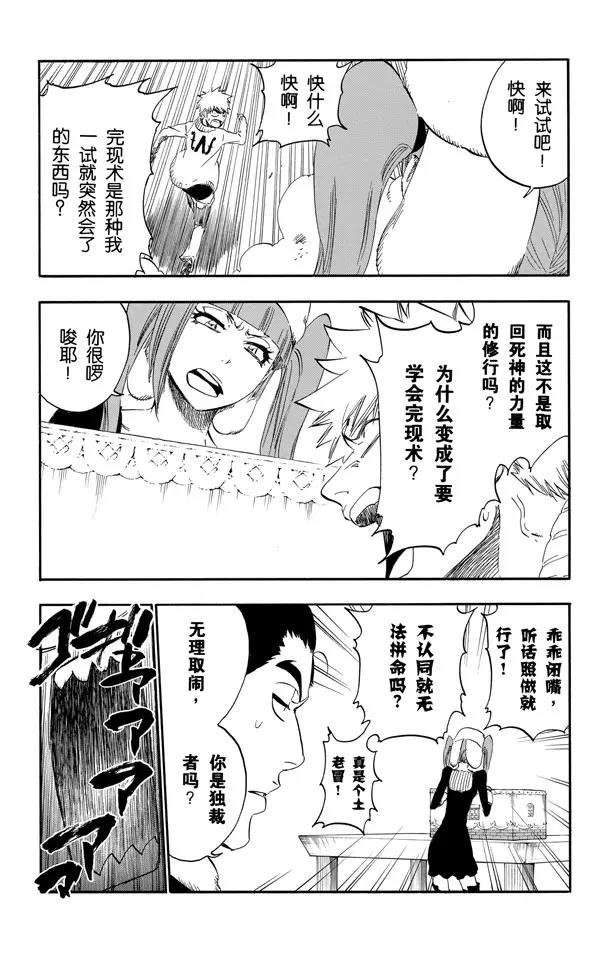 来试试吧！
快啊！
快什么
快啊！
完现术是那种我
一试就突然会了
的东西吗？
而且这不是取
回死神的力量
的修行吗？
为什么变成了要
学会完现术？
你很啰
唆耶！
乖乖闭嘴，
听话照做就
行了！
不认同就无
法拼命吗？
真是个土
老冒！
无理取闹，
你是独裁
者吗？